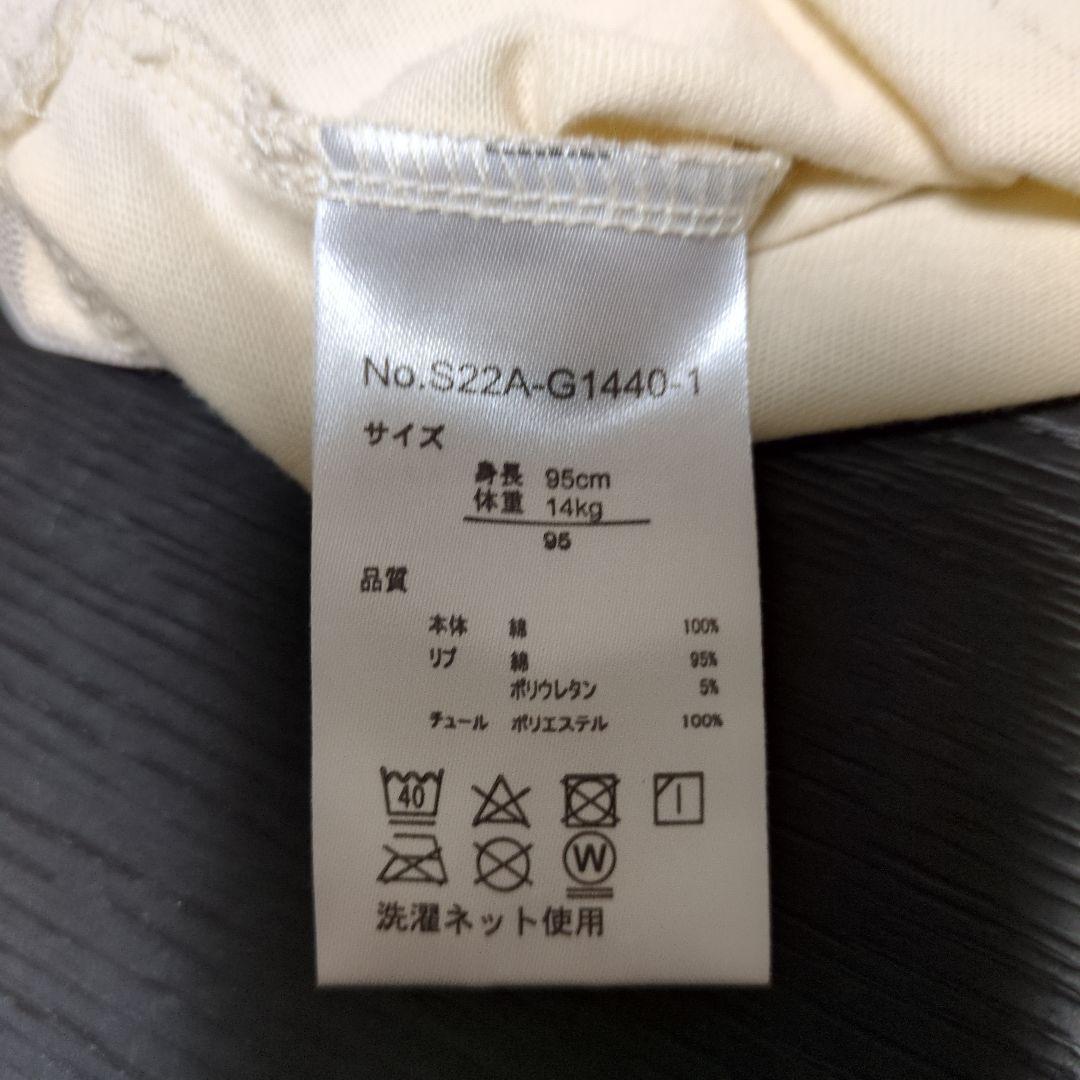 No.S22A-G1440-1
サイズ
身長 95cm
体重 14kg
95
品質
本体 綿 100%
リブ 綿 95%
ポリウレタン 5%
チュール ポリエステル 100%
40
W
洗濯ネット使用